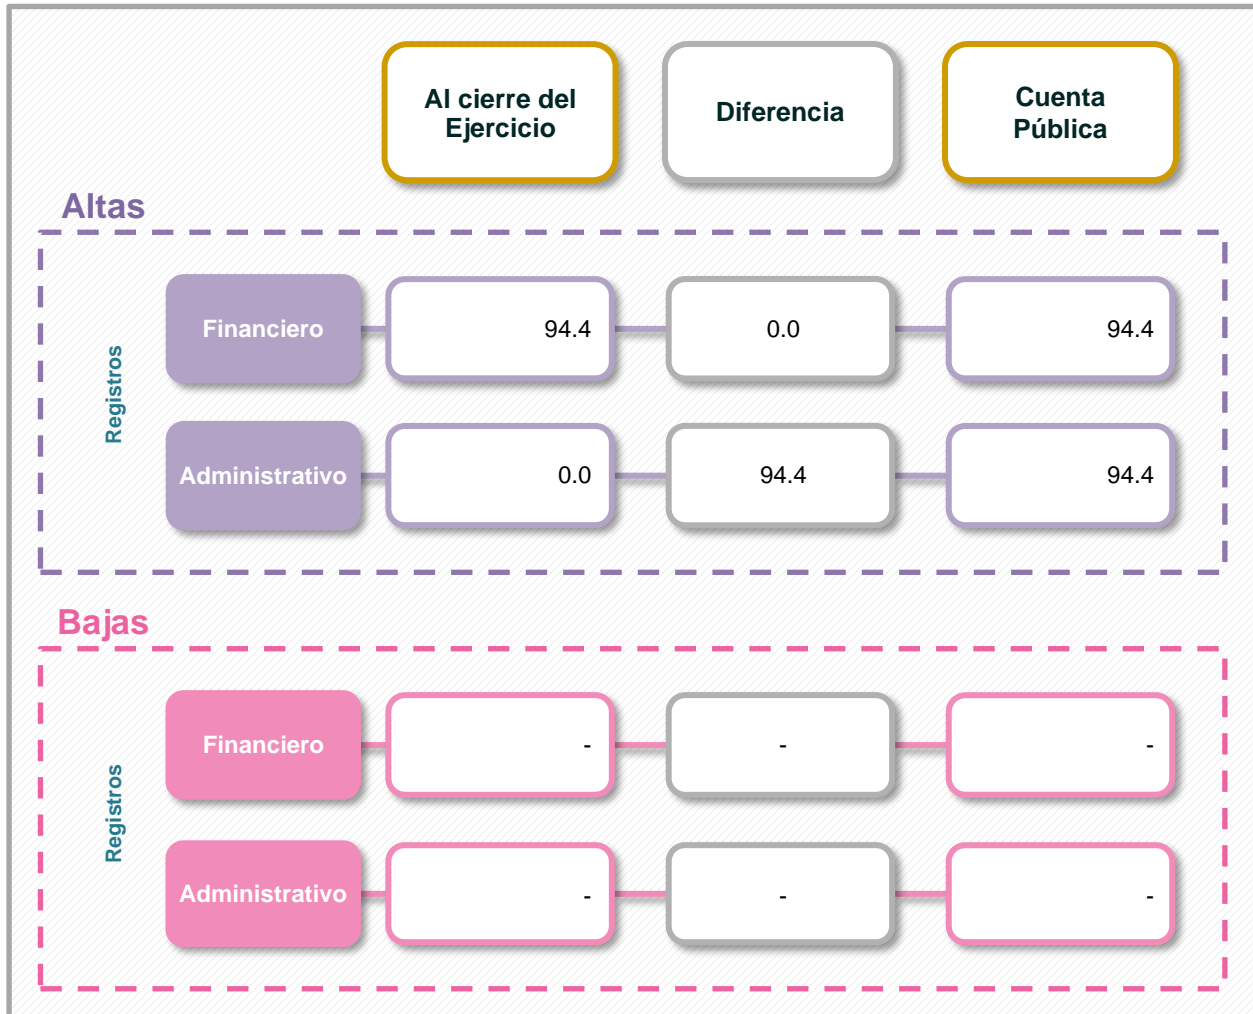 Al cierre del
Ejercicio
Diferencia
Cuenta
Pública
Altas
Registros
Financiero
94.4
0.0
94.4
Administrativo
0.0
94.4
94.4
Bajas
Registros
Financiero
-
-
-
Administrativo
-
-
-